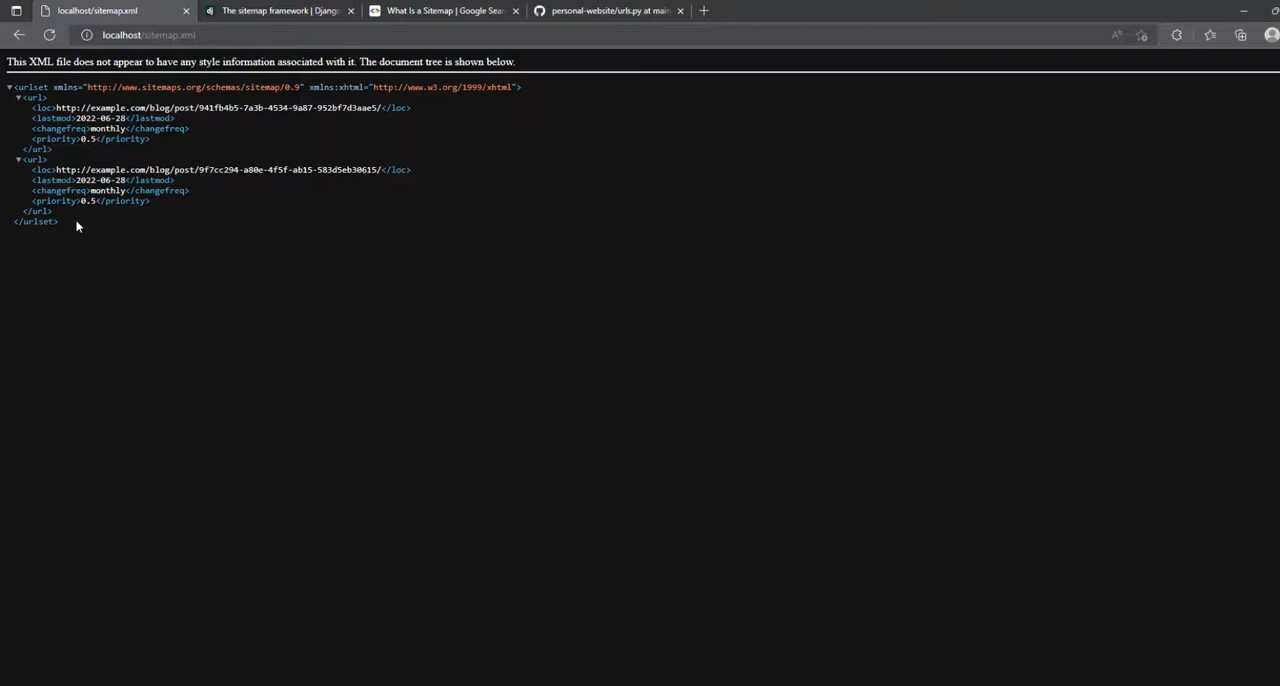 localhost/sitemap.xml
The sitemap framework | Django
What Is a Sitemap | Google Sear
personal-website/urls.py at main
localhost/sitemap.xml
This XML file does not appear to have any style information associated with it. The document tree is shown below.
<urlset xmlns="http://www.sitemaps.org/schemas/sitemap/0.9" xmlns:xhtml="http://www.w3.org/1999/xhtml">
<url>
<loc>http://example.com/blog/post/941fb4b5-7a3b-4534-9a87-952bf7d3aae5/</loc>
<lastmod>2022-06-28</lastmod>
<changefreq>monthly</changefreq>
<priority>0.5</priority>
</url>
<url>
<loc>http://example.com/blog/post/9f7cc294-a80e-4f5f-ab15-583d5eb30615/</loc>
<lastmod>2022-06-28</lastmod>
<changefreq>monthly</changefreq>
<priority>0.5</priority>
</url>
</urlset>